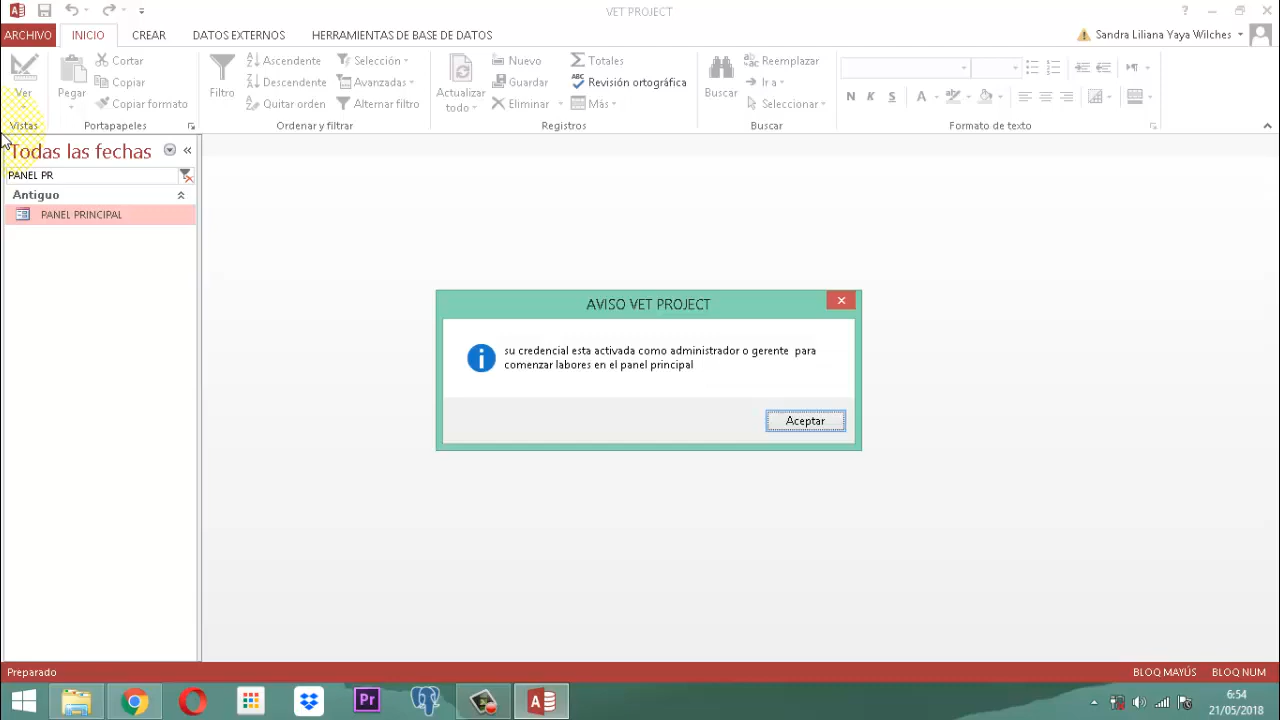 VET PROJECT
ARCHIVO INICIO CREAR DATOS EXTERNOS HERRAMIENTAS DE BASE DE DATOS Sandra Liliana Yaya Wilches
Cortar Ascendente Selección Nuevo Totales Reemplazar
Ver Pegar Copiar Filtro Descendente Avanzadas Actualizar Guardar Revisión ortográfica Buscar Ir a
Copiar formato Quitar orden Alternar filtro todo Eliminar Más Seleccionar N K S A
Vistas Portapapeles Ordenar y filtrar Registros Buscar Formato de texto
Todas las fechas
PANEL PR
Antiguo
PANEL PRINCIPAL
AVISO VET PROJECT
su credencial esta activada como administrador o gerente para
comenzar labores en el panel principal
Aceptar
Preparado BLOQ MAYÚS BLOQ NUM
Pr 6:54
21/05/2018